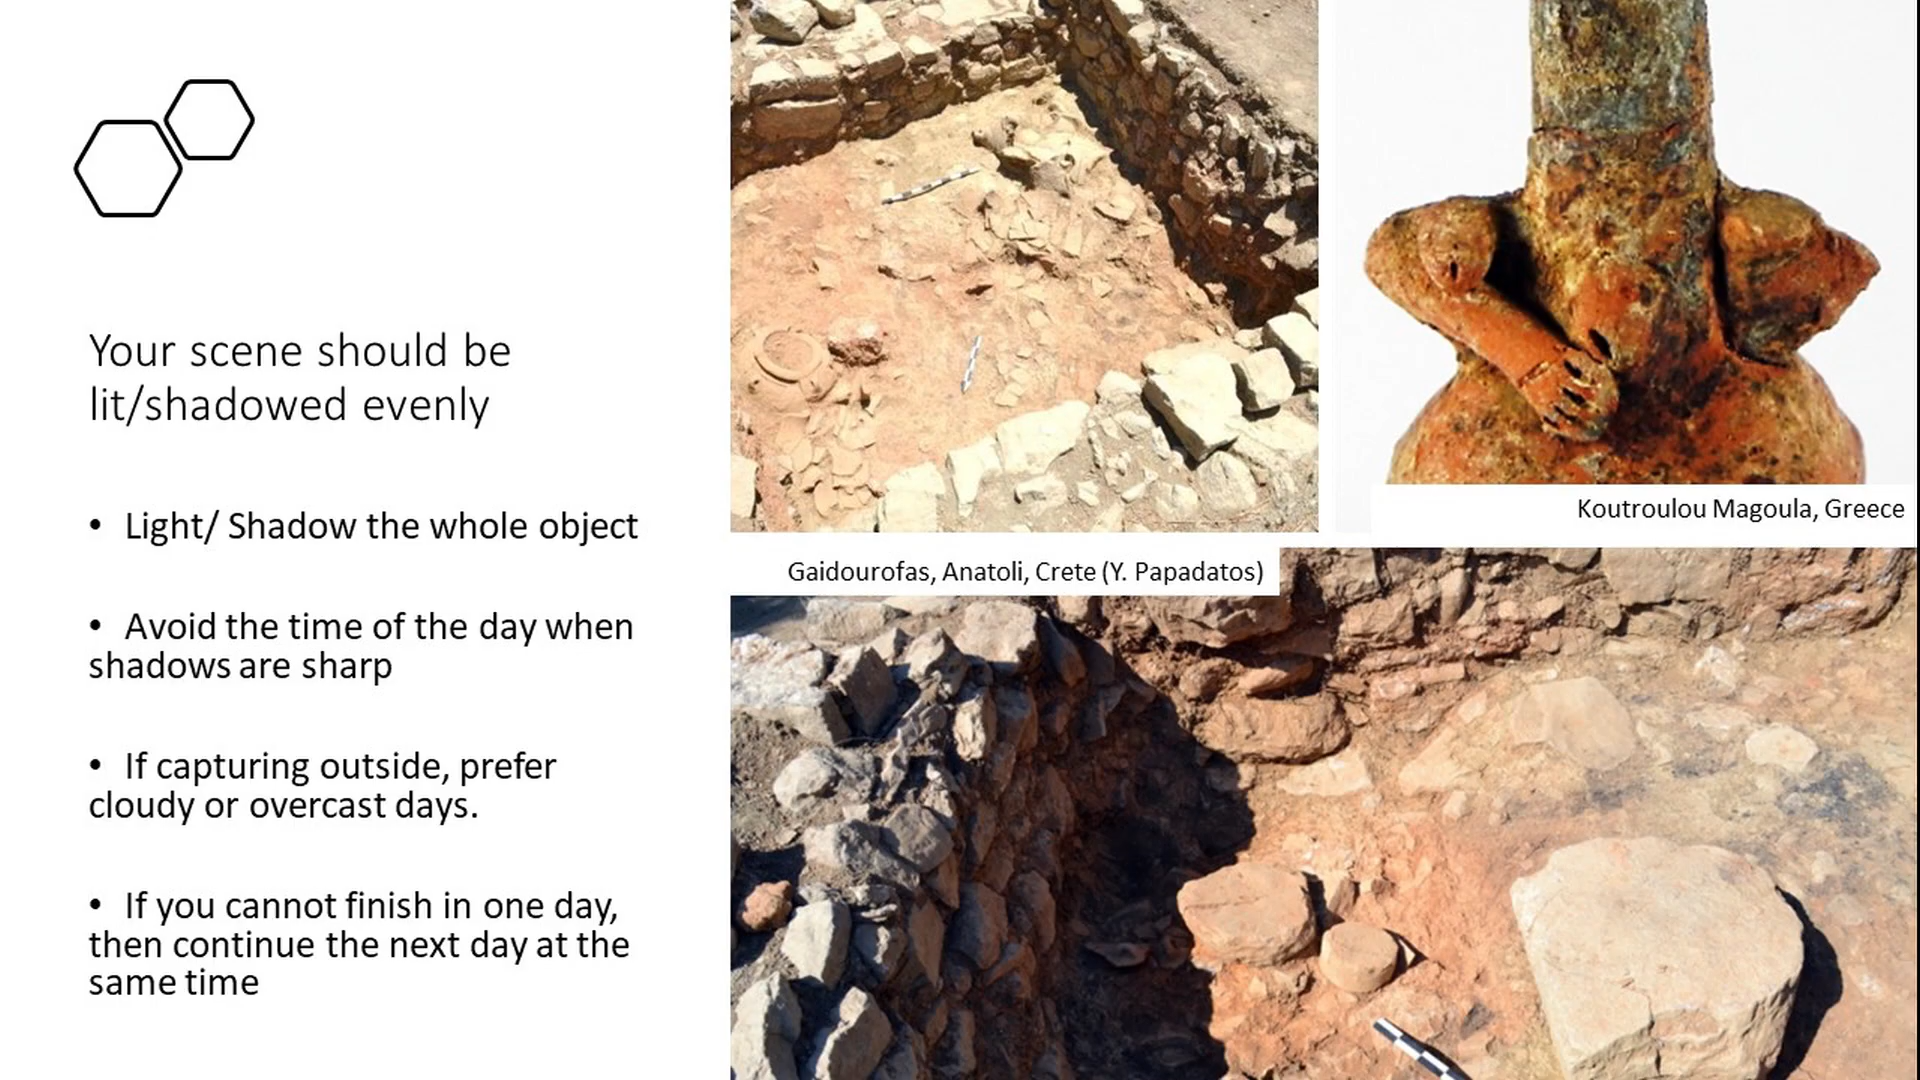 Your scene should be
lit/shadowed evenly
• Light/ Shadow the whole object
• Avoid the time of the day when
shadows are sharp
• If capturing outside, prefer
cloudy or overcast days.
• If you cannot finish in one day,
then continue the next day at the
same time
Koutroulou Magoula, Greece
Gaidourofas, Anatoli, Crete (Y. Papadatos)